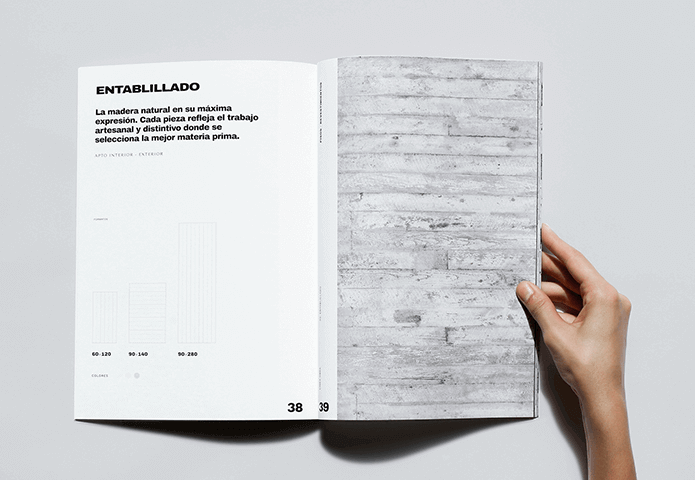 ENTABLILLADO
La madera natural en su máxima
expresión. Cada pieza refleja el trabajo
artesanal y distintivo donde se
selecciona la mejor materia prima.
APTO INTERIOR - EXTERIOR
60·120
90·140
90·280
COLORES
38
39